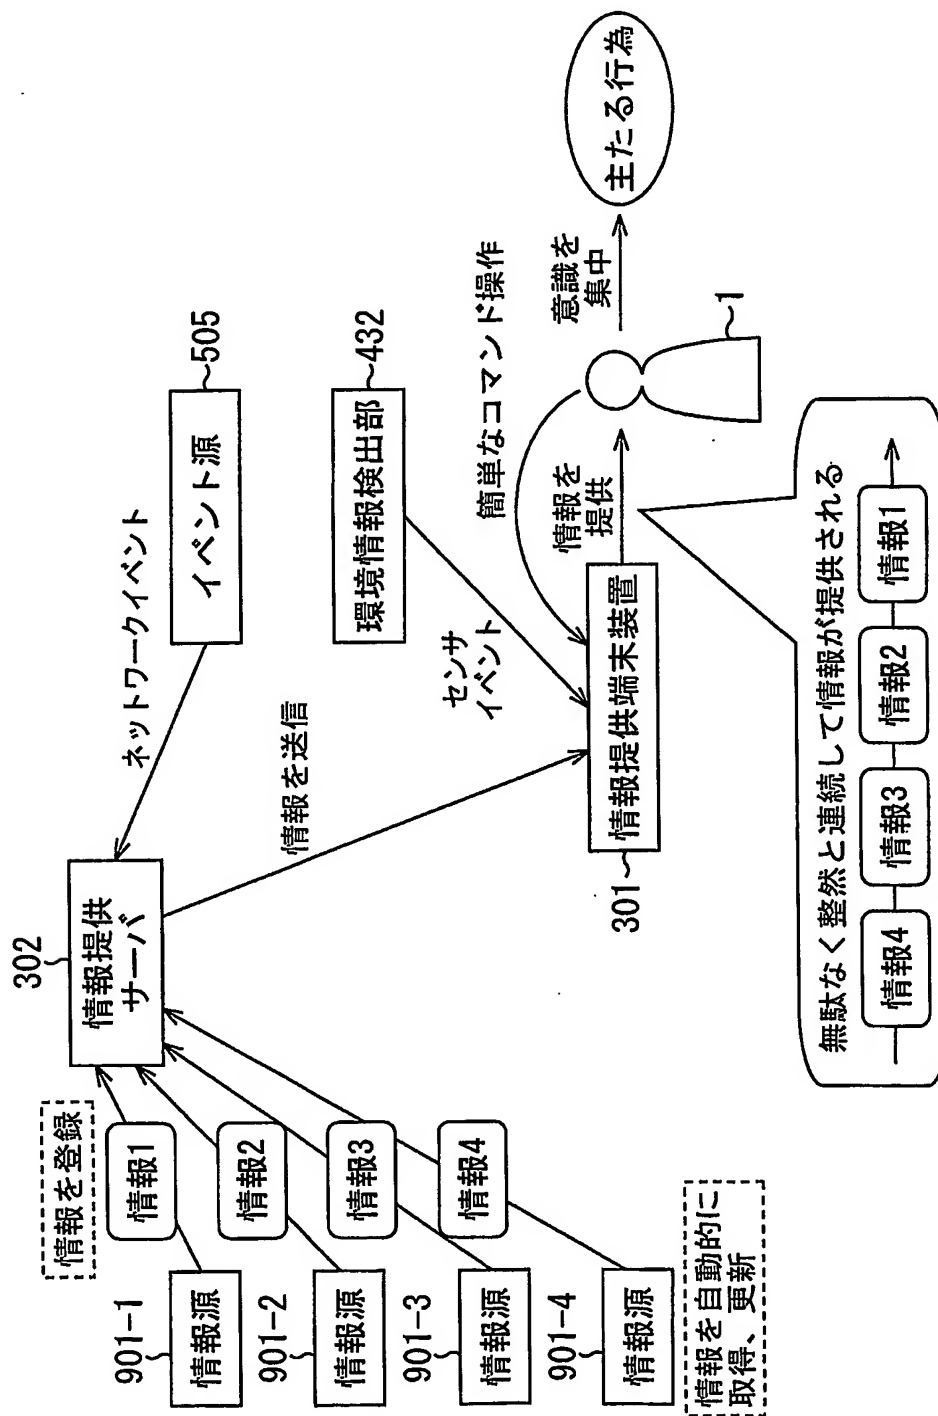 情報を登録
901-1
情報源
情報1
901-2
情報源
情報2
901-3
情報源
情報3
901-4
情報源
情報4
情報を自動的に
取得、更新
302
情報提供
サーバ
ネットワークイベント
イベント源
505
情報を送信
環境情報検出部
432
センサ
イベント
簡単なコマンド操作
301
情報提供端末装置
情報を
提供
1
意識を
集中
主たる行為
無駄なく整然と連続して情報が提供される
情報4
情報3
情報2
情報1